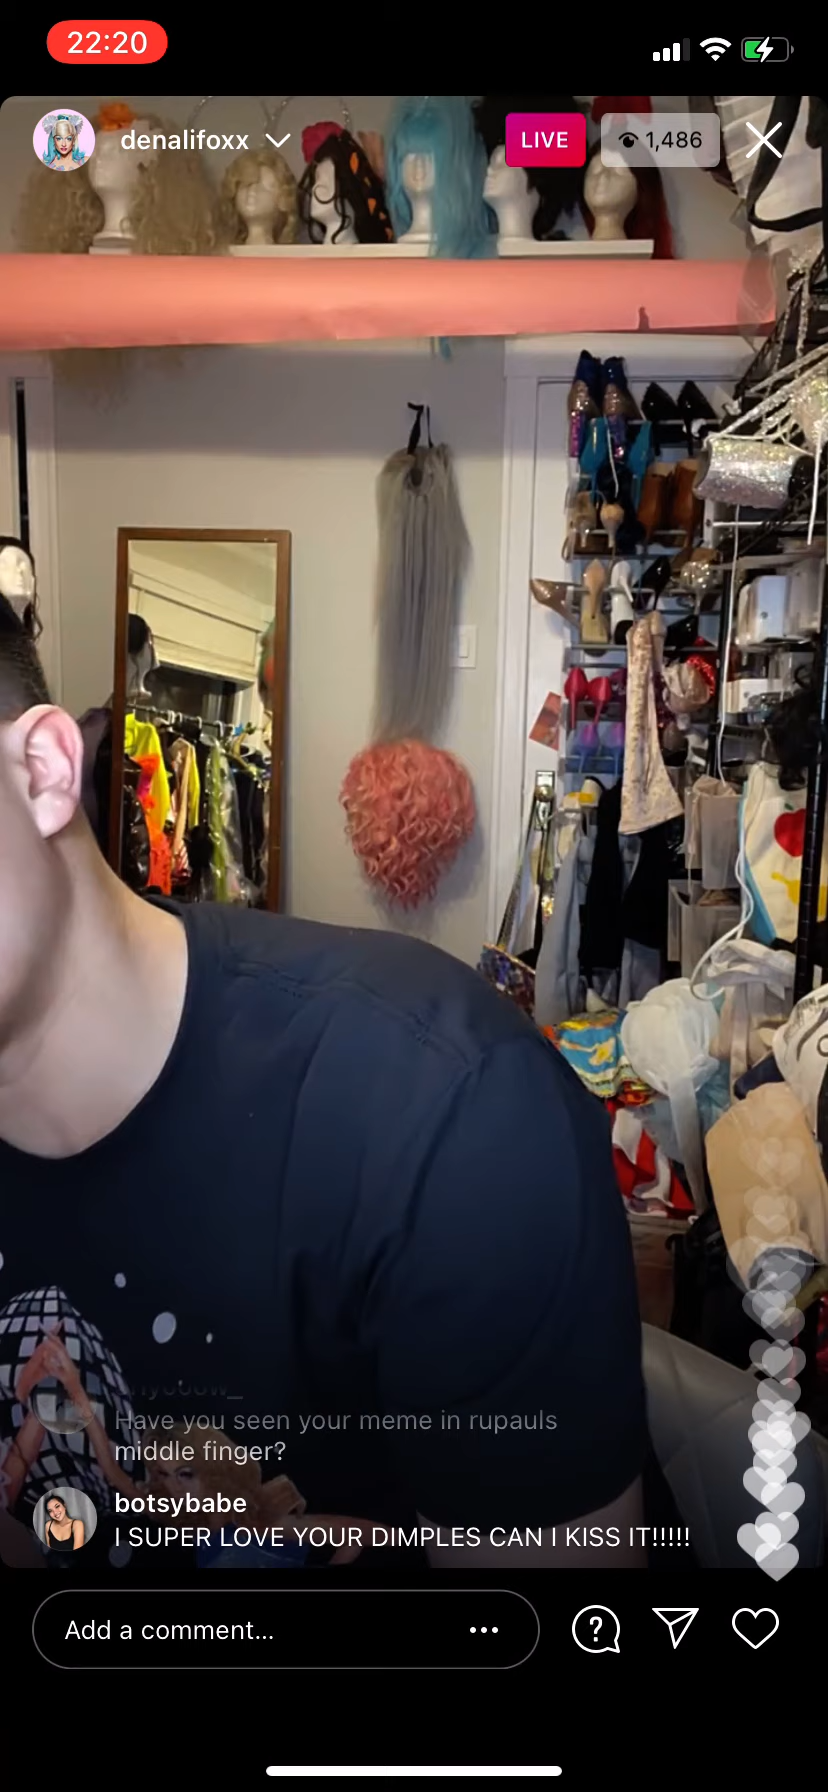 22:20
denalifoxx
LIVE
1,486
Have you seen your meme in rupauls
middle finger?
botsybabe
I SUPER LOVE YOUR DIMPLES CAN I KISS IT!!!!!
Add a comment...